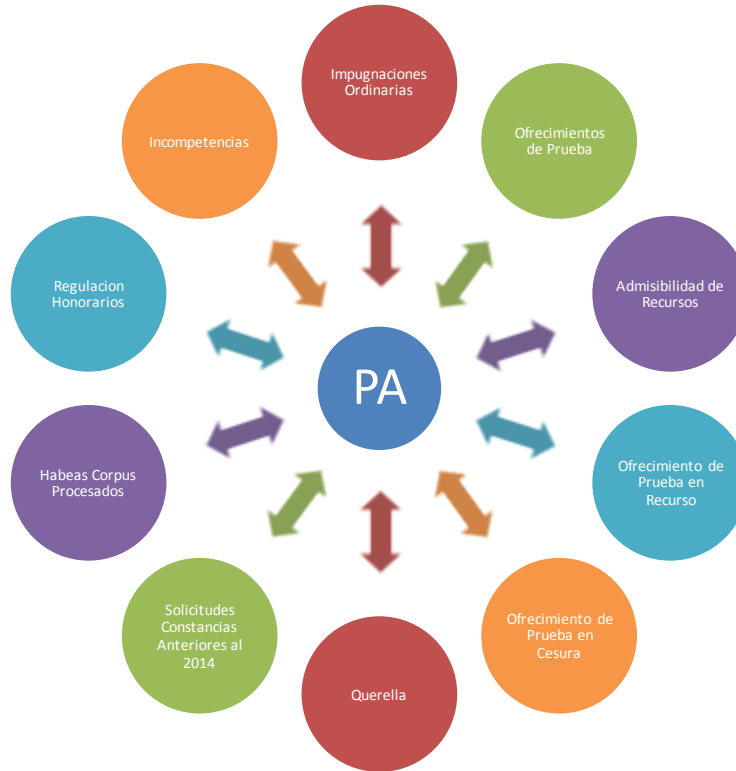 Impugnaciones
Ordinarias
Ofrecimientos
de Prueba
Admisibilidad de
Recursos
Ofrecimiento de
Prueba en
Recurso
Ofrecimiento de
Prueba en
Cesura
Querella
Solicitudes
Constancias
Anteriores al
2014
Habeas Corpus
Procesados
Regulacion
Honorarios
Incompetencias
PA